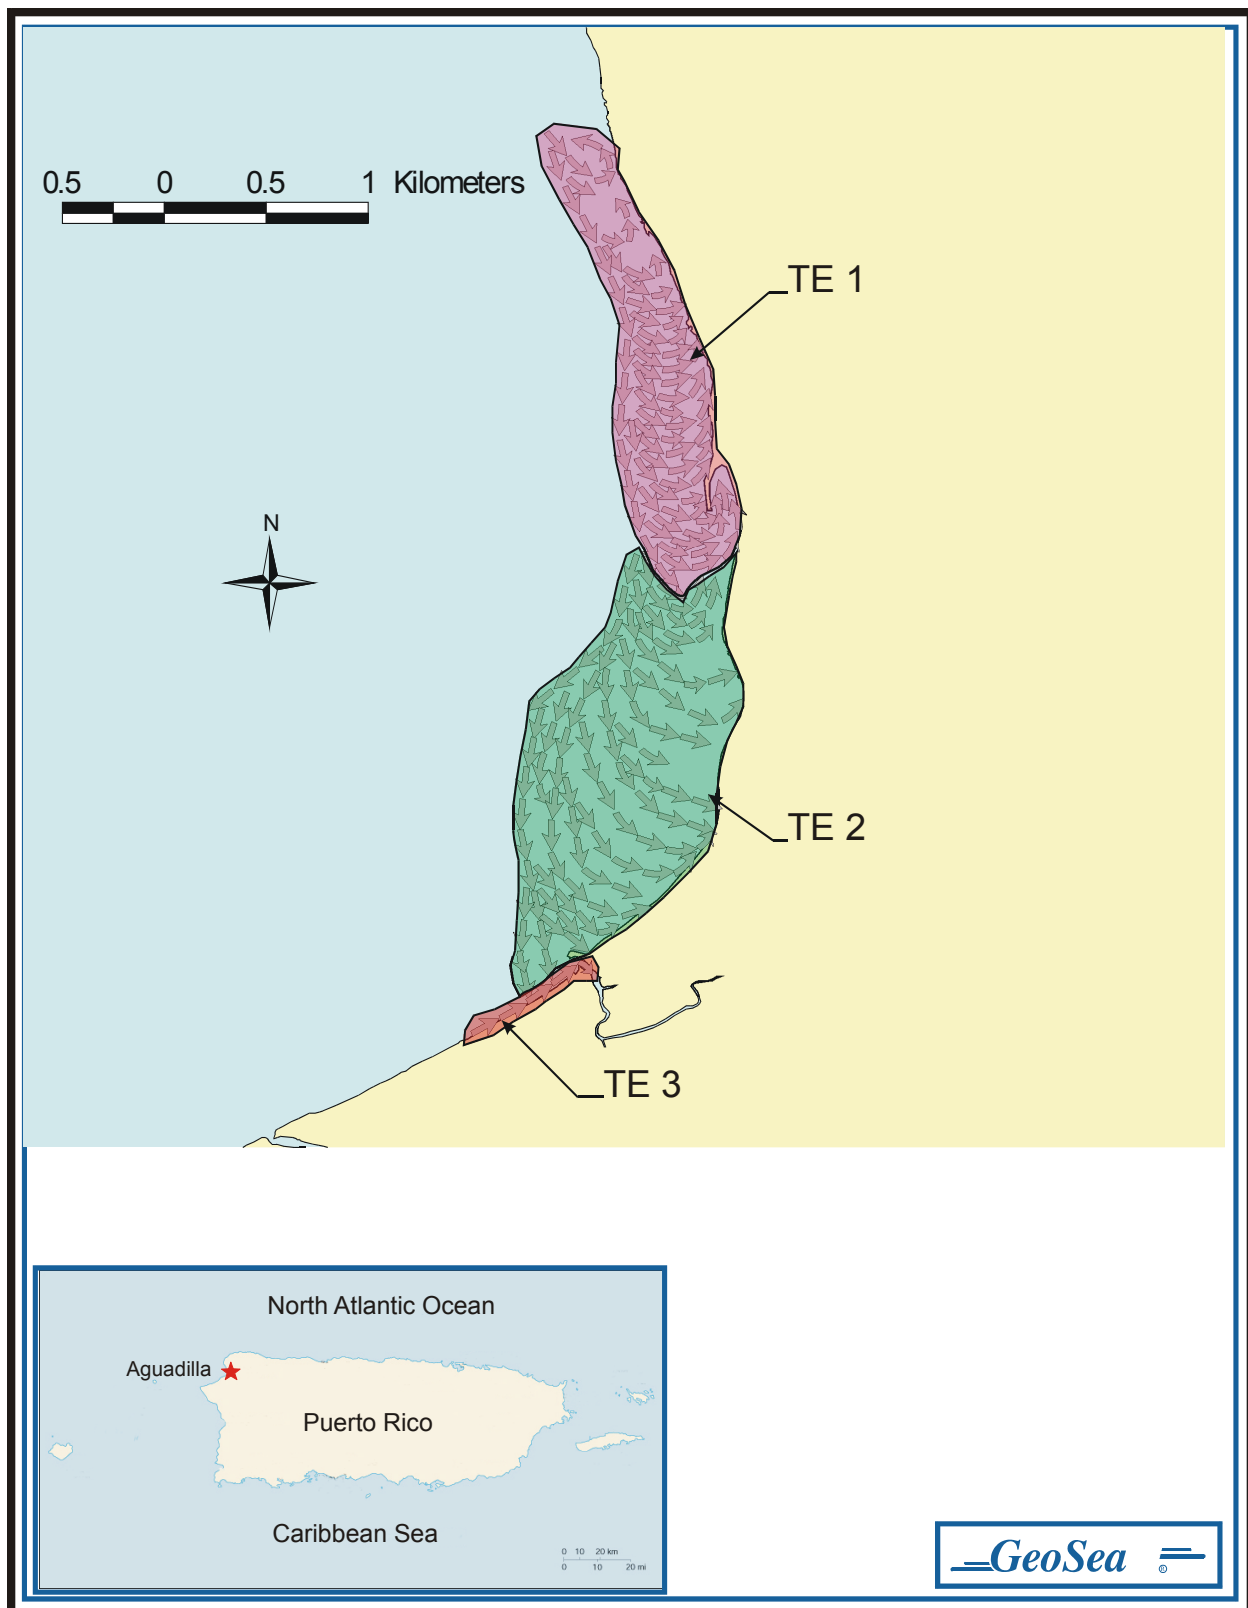 0.5 0 0.5 1 Kilometers
TE 1
N
TE 2
TE 3
North Atlantic Ocean
Aguadilla
Puerto Rico
Caribbean Sea
0 10 20 km
0 10 20 mi
GeoSea ®